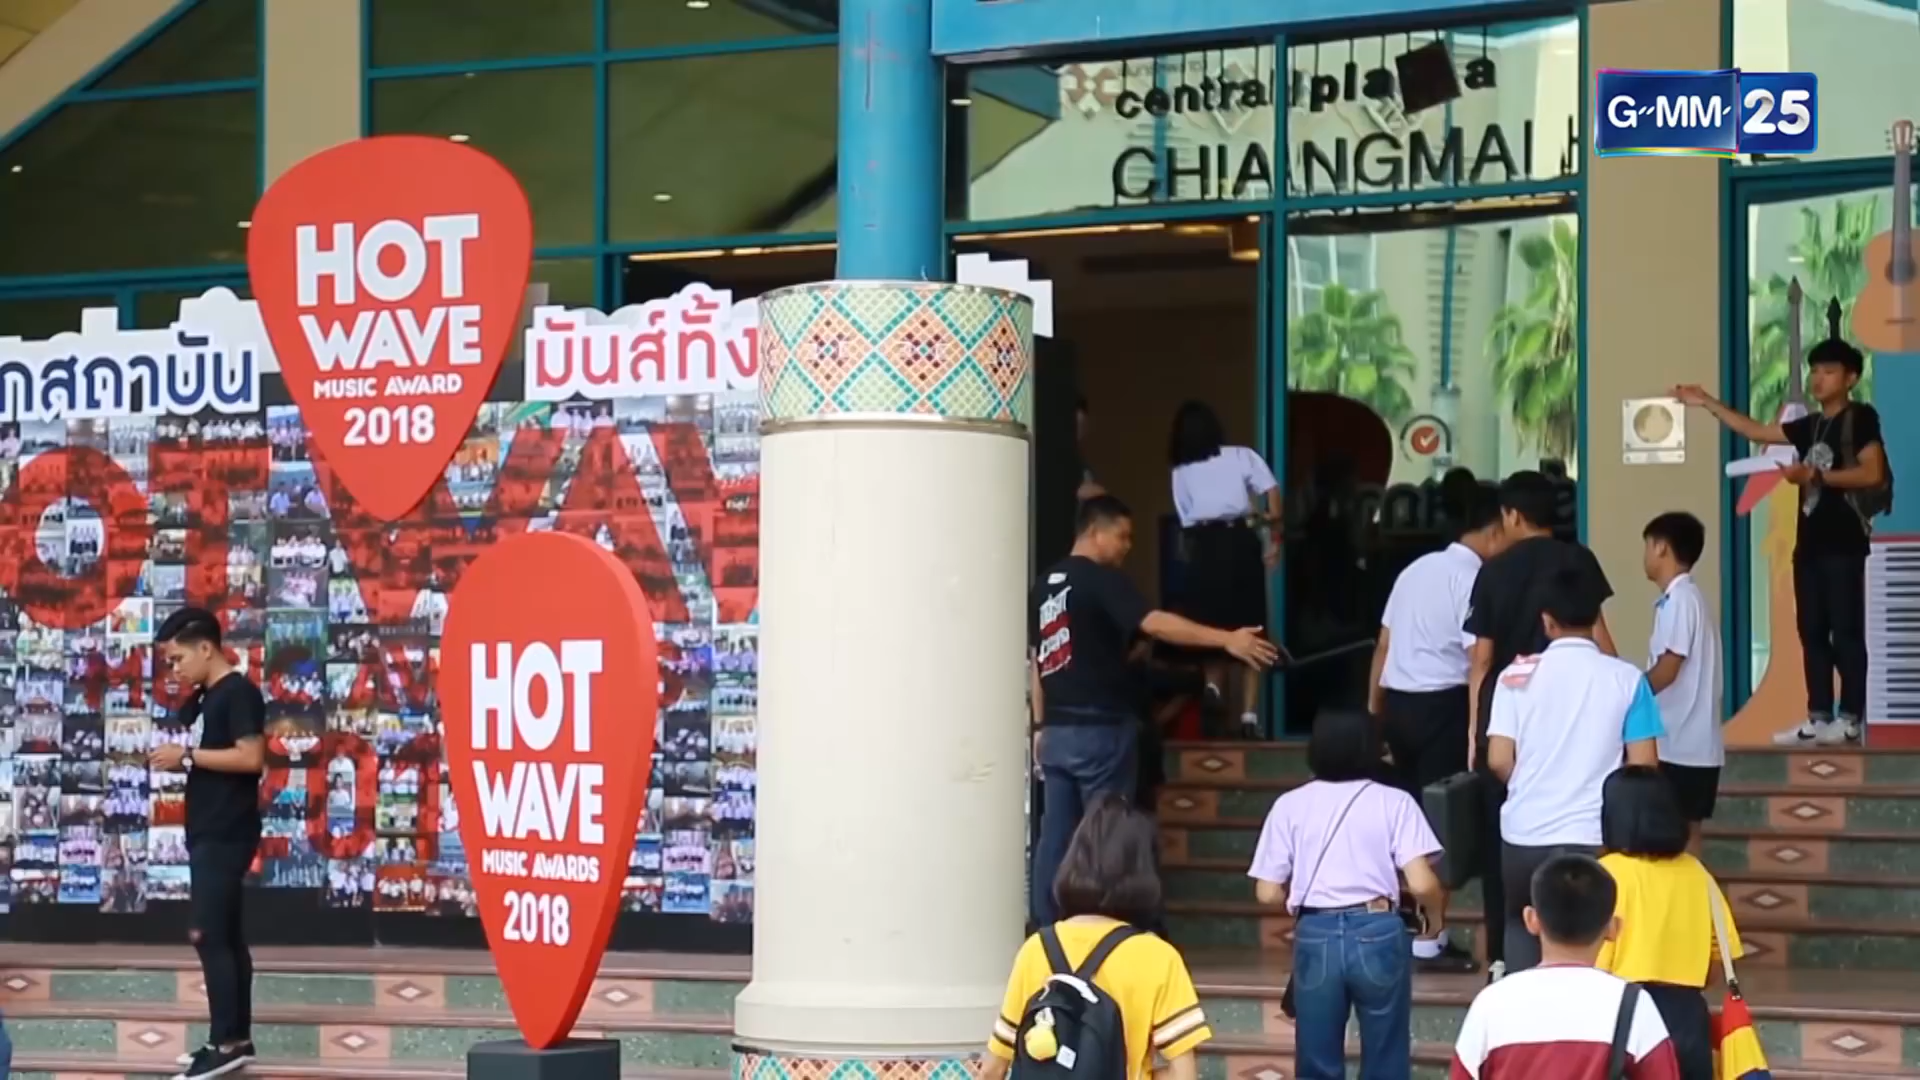 HOT
WAVE
MUSIC AWARD
2018
มันส์ทั้ง
กสถาบัน
HOT
WAVE
MUSIC AWARDS
2018
central plaza
CHIANGMAI
GMM 25